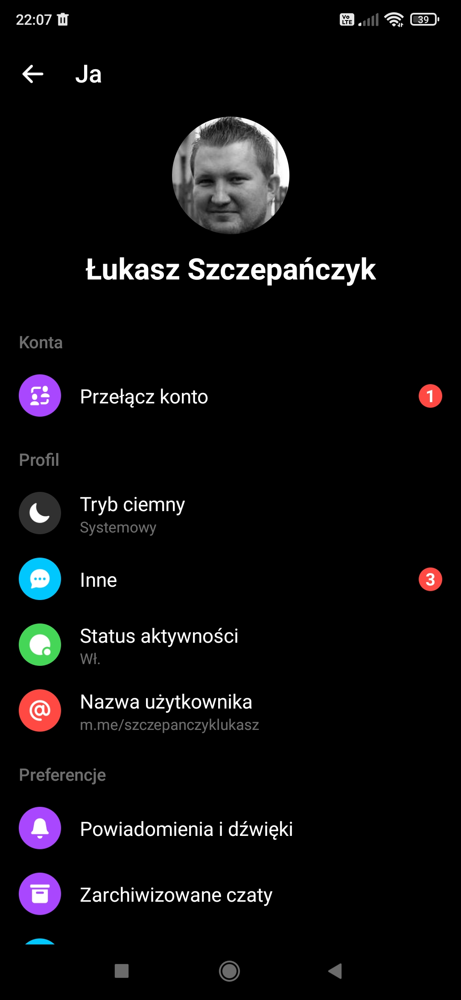 22:07
Vo
LTE
39
Ja
Łukasz Szczepańczyk
Konta
Przełącz konto
1
Profil
Tryb ciemny
Systemowy
Inne
3
Status aktywności
Wł.
Nazwa użytkownika
m.me/szczepanczyklukasz
Preferencje
Powiadomienia i dźwięki
Zarchiwizowane czaty